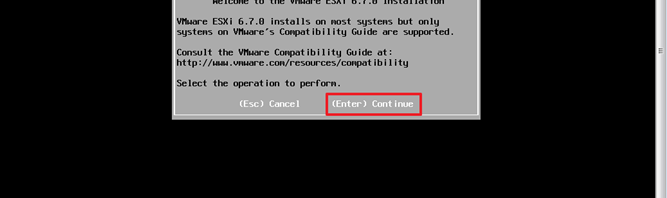 Welcome to the VMware ESXi 6.7.0 Installation
VMware ESXi 6.7.0 installs on most systems but only
systems on VMware's Compatibility Guide are supported.
Consult the VMware Compatibility Guide at:
http://www.vmware.com/resources/compatibility
Select the operation to perform.
(Esc) Cancel (Enter) Continue